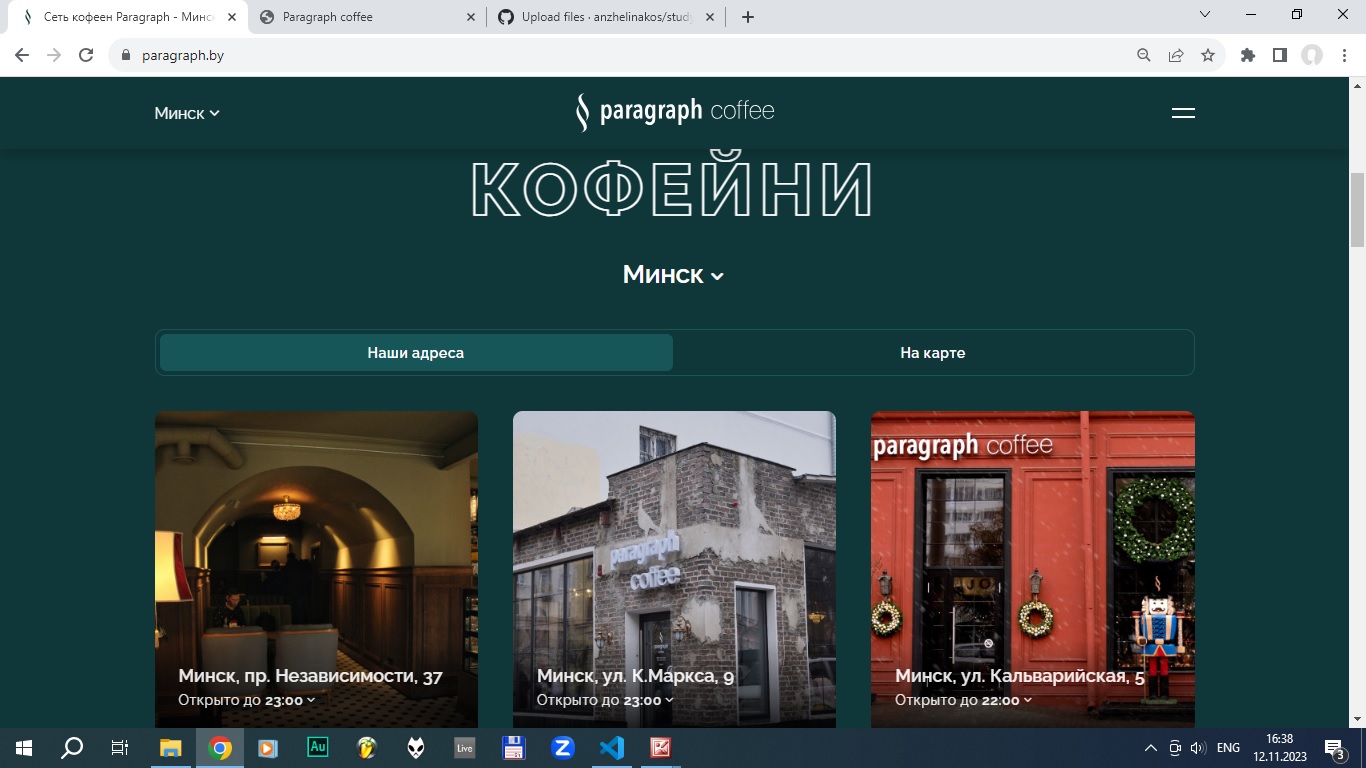 Сеть кофеен Paragraph - Минс
Paragraph coffee
Upload files · anzhelinakos/study
paragraph.by
Минск
paragraph coffee
КОФЕЙНИ
Минск
Наши адреса
На карте
paragraph coffee
paragraph
coffee
Минск, пр. Независимости, 37
Открыто до 23:00
Минск, ул. К.Маркса, 9
Открыто до 23:00
Минск, ул. Кальварийская, 5
Открыто до 22:00
Au
Live
Z
ENG
16:38
12.11.2023
3